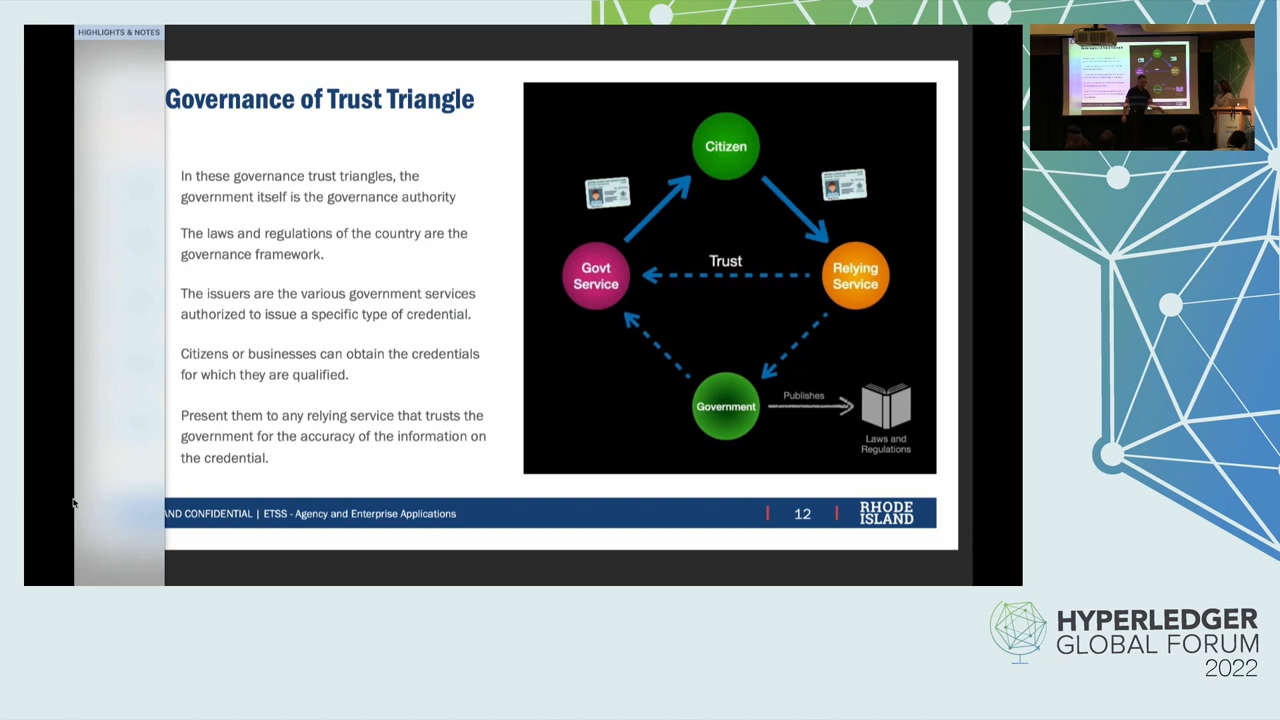 HIGHLIGHTS & NOTES
Governance of Trust Triangle
In these governance trust triangles, the
government itself is the governance authority
The laws and regulations of the country are the
governance framework.
The issuers are the various government services
authorized to issue a specific type of credential.
Citizens or businesses can obtain the credentials
for which they are qualified.
Present them to any relying service that trusts the
government for the accuracy of the information on
the credential.
Citizen
Govt
Service
Trust
Relying
Service
Government
Publishes
Laws and
Regulations
ND CONFIDENTIAL | ETSS - Agency and Enterprise Applications
| 12 |
RHODE
ISLAND
HYPERLEDGER
GLOBAL FORUM
2022